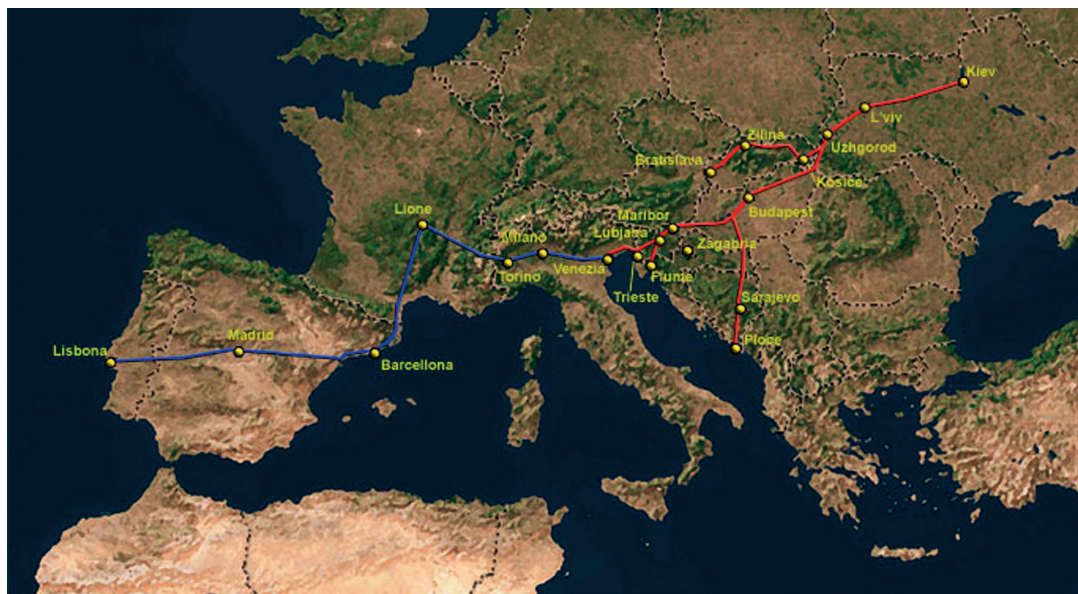 Kiev
L'viv
Zilina
Uzhgorod
Bratislava
Kosice
Budapest
Lione
Maribor
Lubjana
Milano
Zagabria
Torino
Venezia
Fiume
Trieste
Sarajevo
Madrid
Ploce
Lisbona
Barcellona